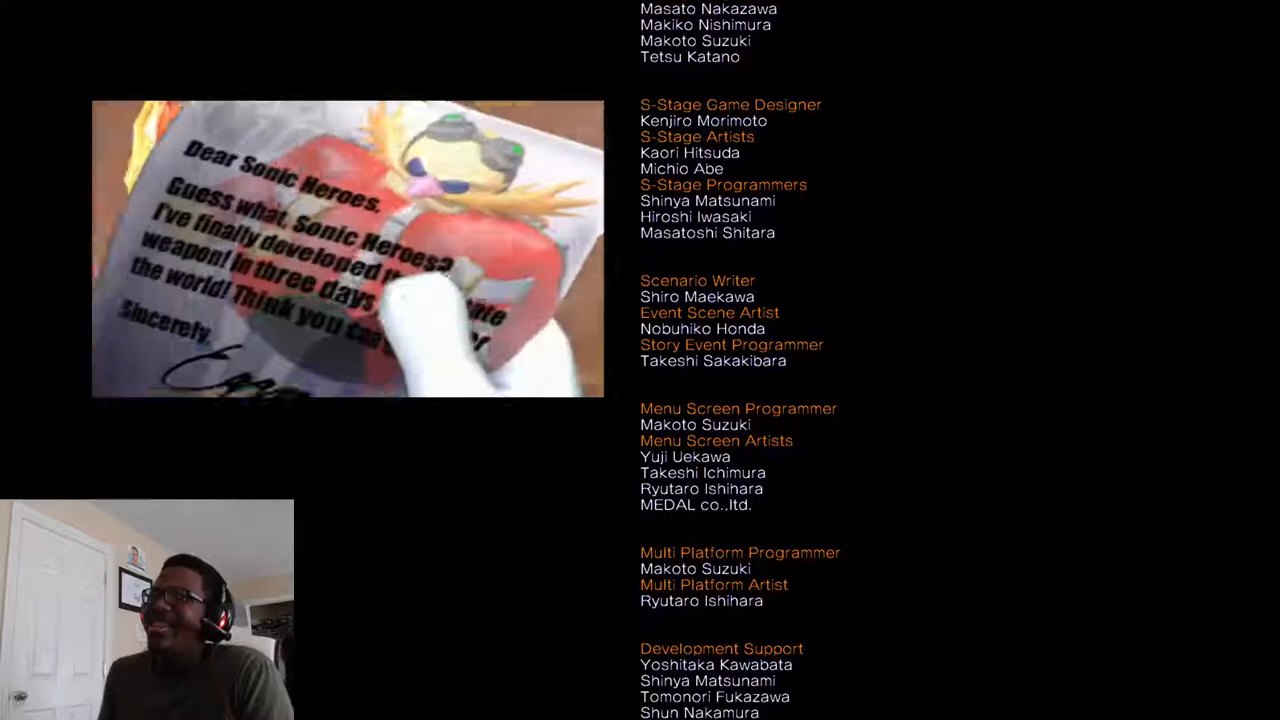 Masato Nakazawa
Makiko Nishimura
Makoto Suzuki
Tetsu Katano
S-Stage Game Designer
Kenjiro Morimoto
S-Stage Artists
Kaori Hitsuda
Michio Abe
S-Stage Programmers
Shinya Matsunami
Hiroshi Iwasaki
Masatoshi Shitara
Scenario Writer
Shiro Maekawa
Event Scene Artist
Nobuhiko Honda
Story Event Programmer
Takeshi Sakakibara
Menu Screen Programmer
Makoto Suzuki
Menu Screen Artists
Yuji Uekawa
Takeshi Ichimura
Ryutaro Ishihara
MEDAL co.,ltd.
Multi Platform Programmer
Makoto Suzuki
Multi Platform Artist
Ryutaro Ishihara
Development Support
Yoshitaka Kawabata
Shinya Matsunami
Tomonori Fukazawa
Shun Nakamura
Dear Sonic Heroes.
Guess what, Sonic Heroes?
I've finally developed
weapon! In three days
the world! Think you can
Sincerely,